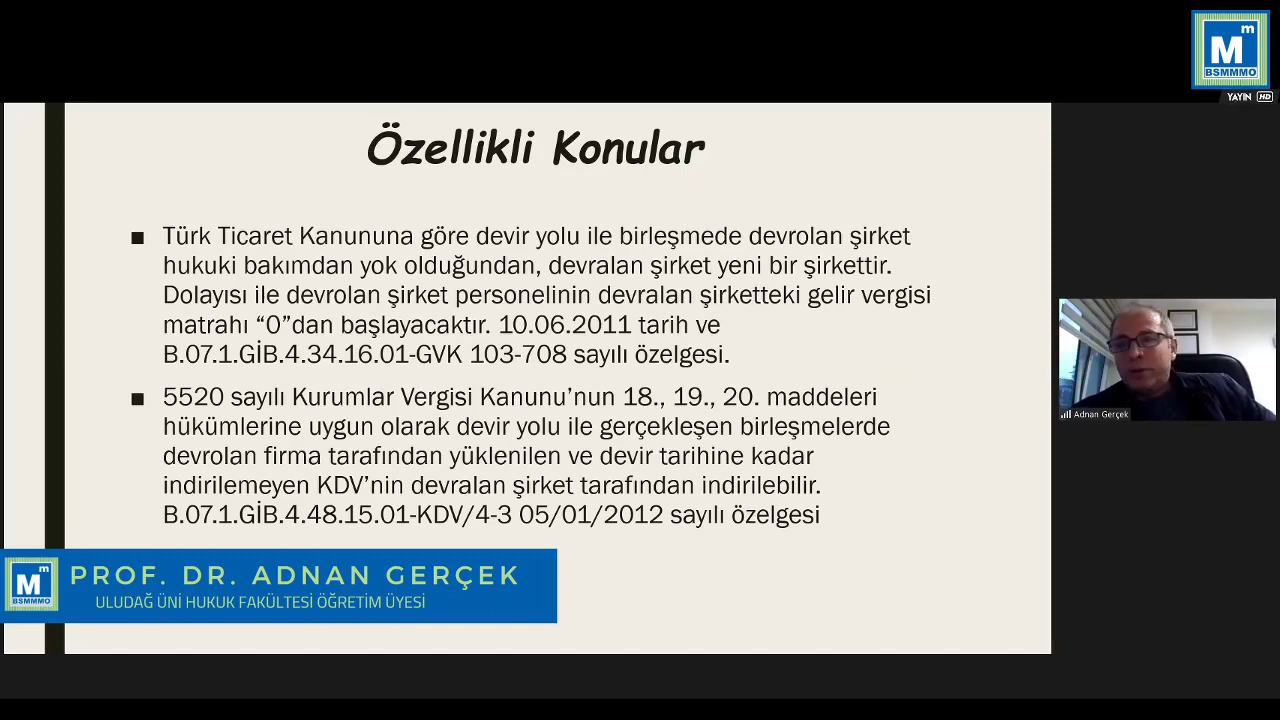 Mm
BSMMMO
YAYIN HD
Özellikli Konular
■ Türk Ticaret Kanununa göre devir yolu ile birleşmede devrolan şirket
hukuki bakımdan yok olduğundan, devralan şirket yeni bir şirkettir.
Dolayısı ile devrolan şirket personelinin devralan şirketteki gelir vergisi
matrahı “0”dan başlayacaktır. 10.06.2011 tarih ve
B.07.1.GİB.4.34.16.01-GVK 103-708 sayılı özelgesi.
■ 5520 sayılı Kurumlar Vergisi Kanunu’nun 18., 19., 20. maddeleri
hükümlerine uygun olarak devir yolu ile gerçekleşen birleşmelerde
devrolan firma tarafından yüklenilen ve devir tarihine kadar
indirilemeyen KDV’nin devralan şirket tarafından indirilebilir.
B.07.1.GİB.4.48.15.01-KDV/4-3 05/01/2012 sayılı özelgesi
Adnan Gerçek
Mm
BSMMMO
PROF. DR. ADNAN GERÇEK
ULUDAĞ ÜNİ HUKUK FAKÜLTESİ ÖĞRETİM ÜYESİ